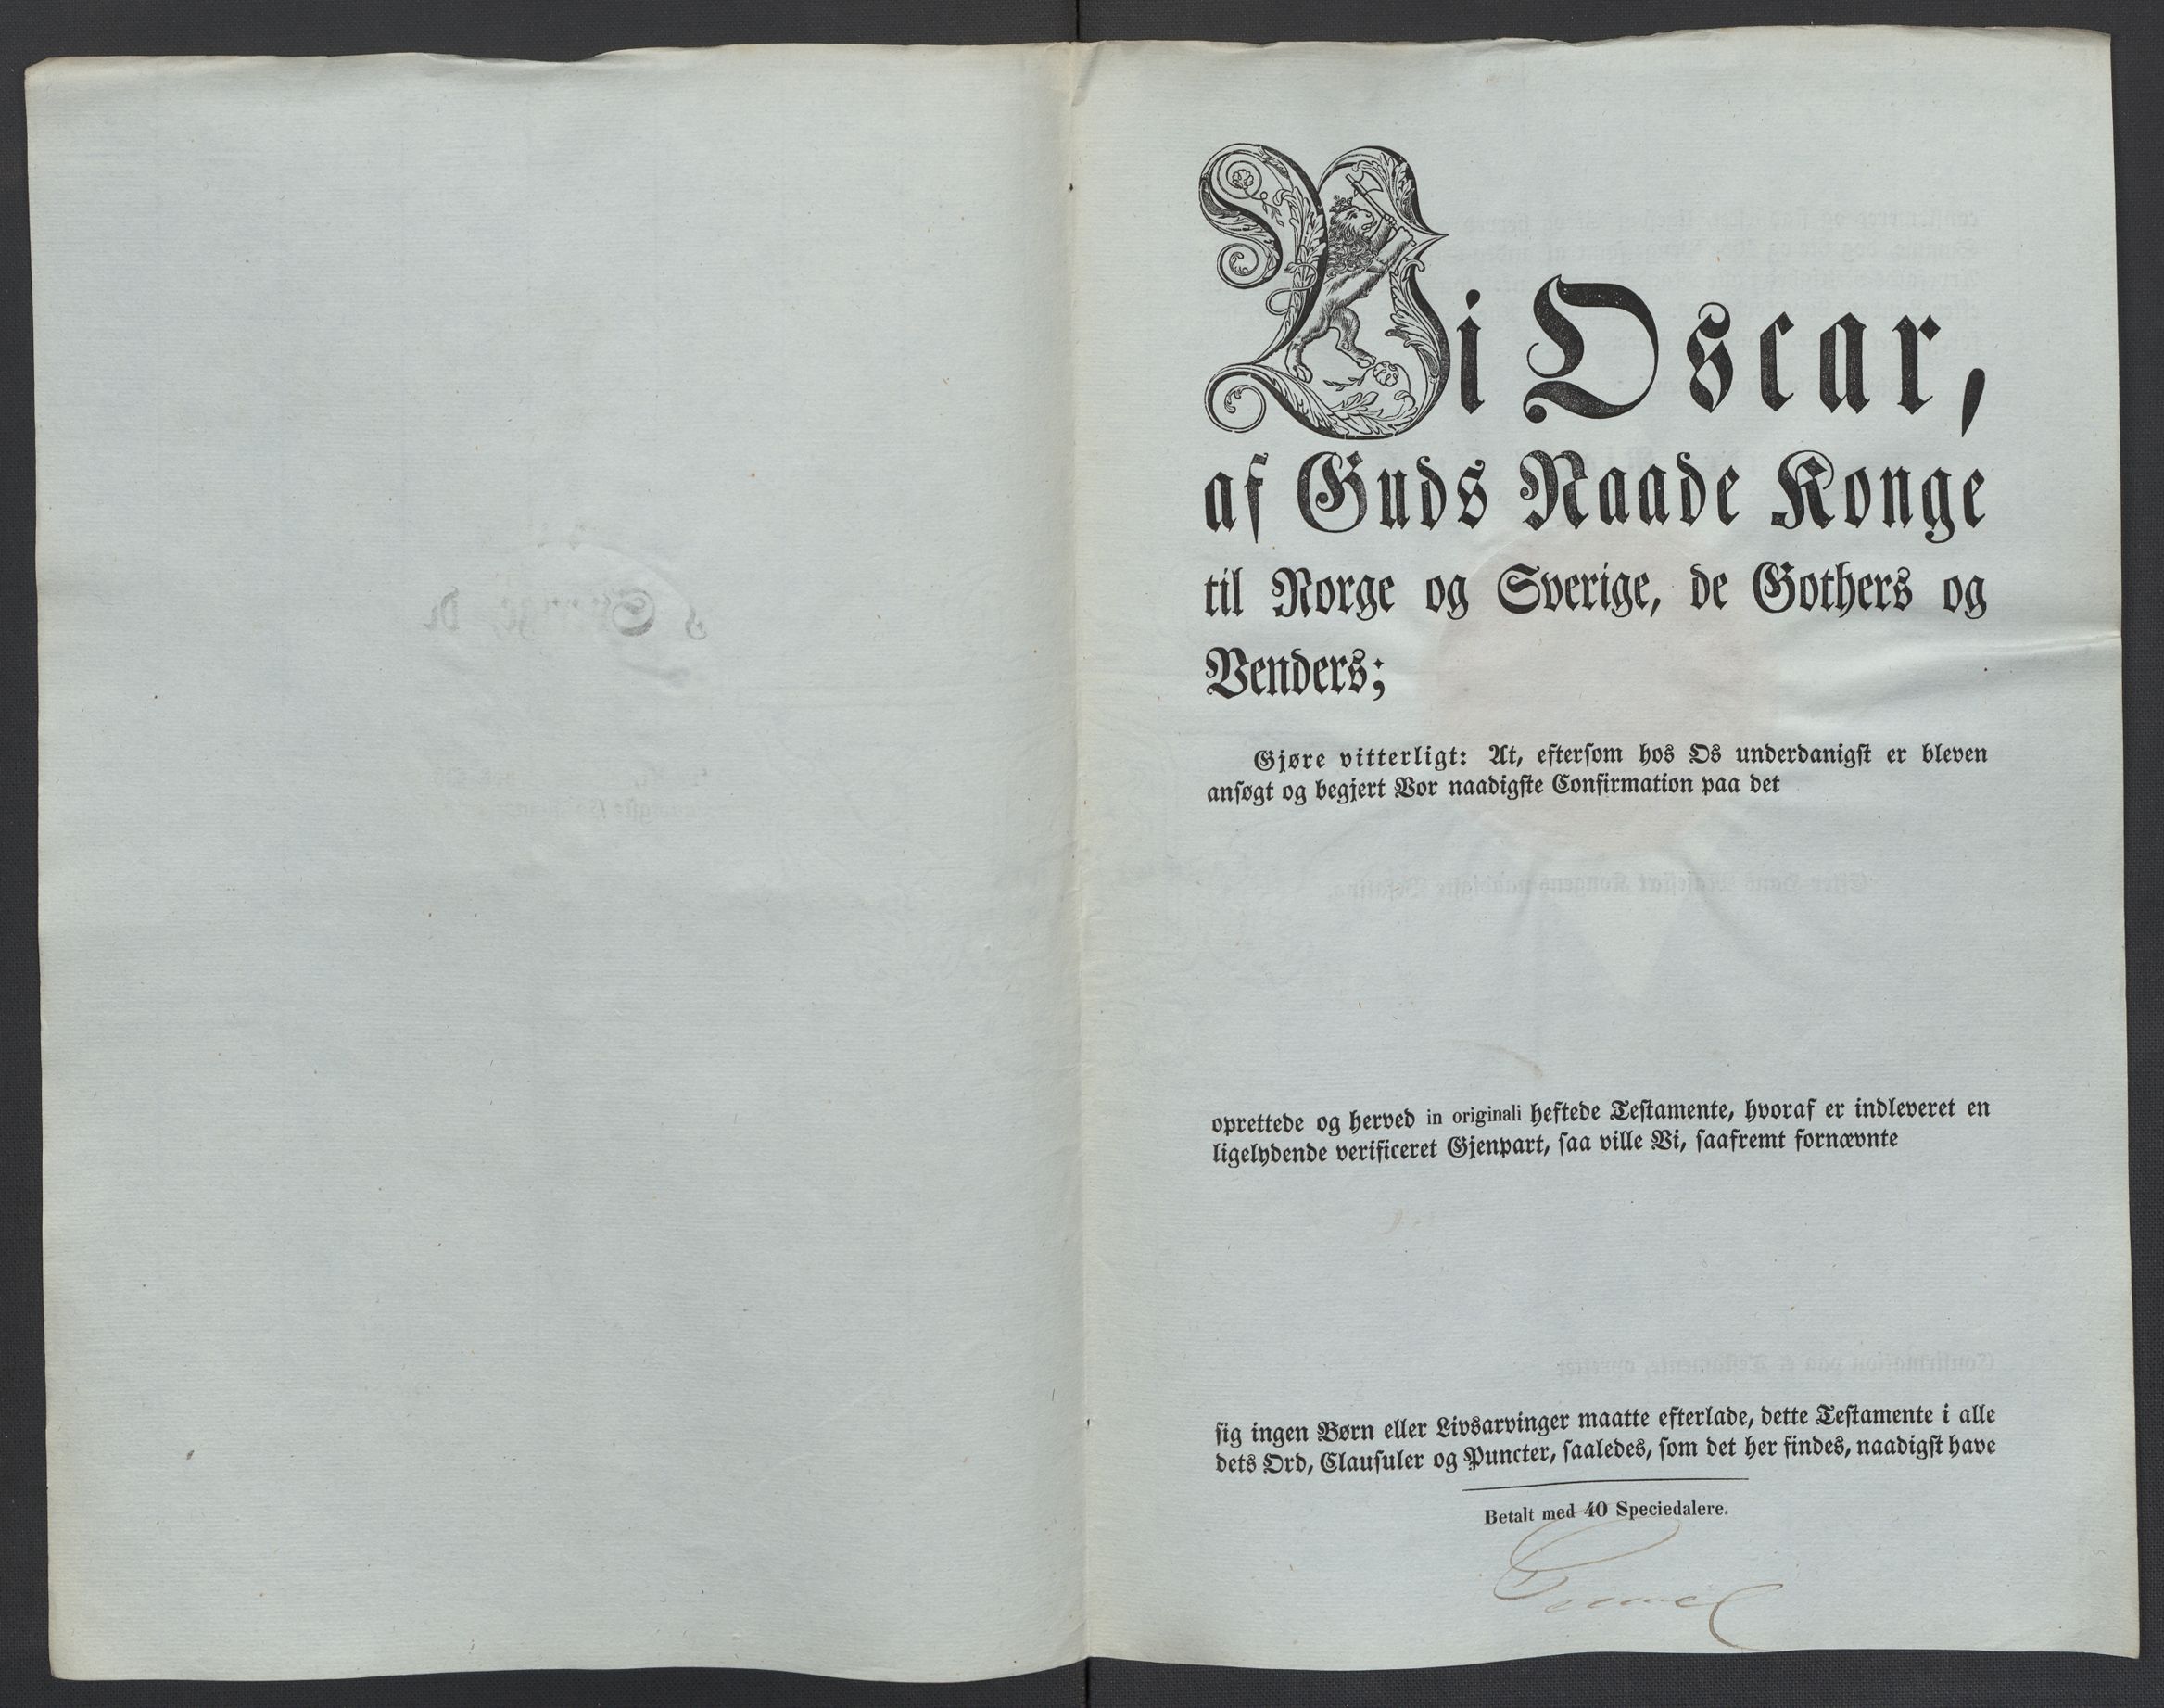 Vi Oscar,
af Guds Naade Konge
til Norge og Sverige, de Gothers og
Venders;
Gjøre vitterligt: At, eftersom hos Os underdanigst er bleven
ansøgt og begjert Vor naadigste Confirmation paa det
oprettede og herved in originali heftede Testamente, hvoraf er indleveret en
ligelydende verificeret Gjenpart, saa ville Vi, saafremt fornævnte
sig ingen Børn eller Livsarvinger maatte efterlade, dette Testamente i alle
dets Ord, Clausuler og Puncter, saaledes, som det her findes, naadigst have
Betalt med 40 Speciedalere.